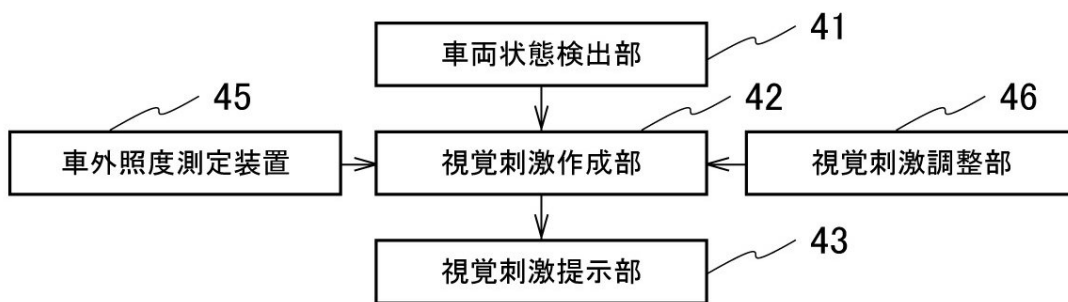 車両状態検出部
41
45
42
46
車外照度測定装置
視覚刺激作成部
視覚刺激調整部
視覚刺激提示部
43